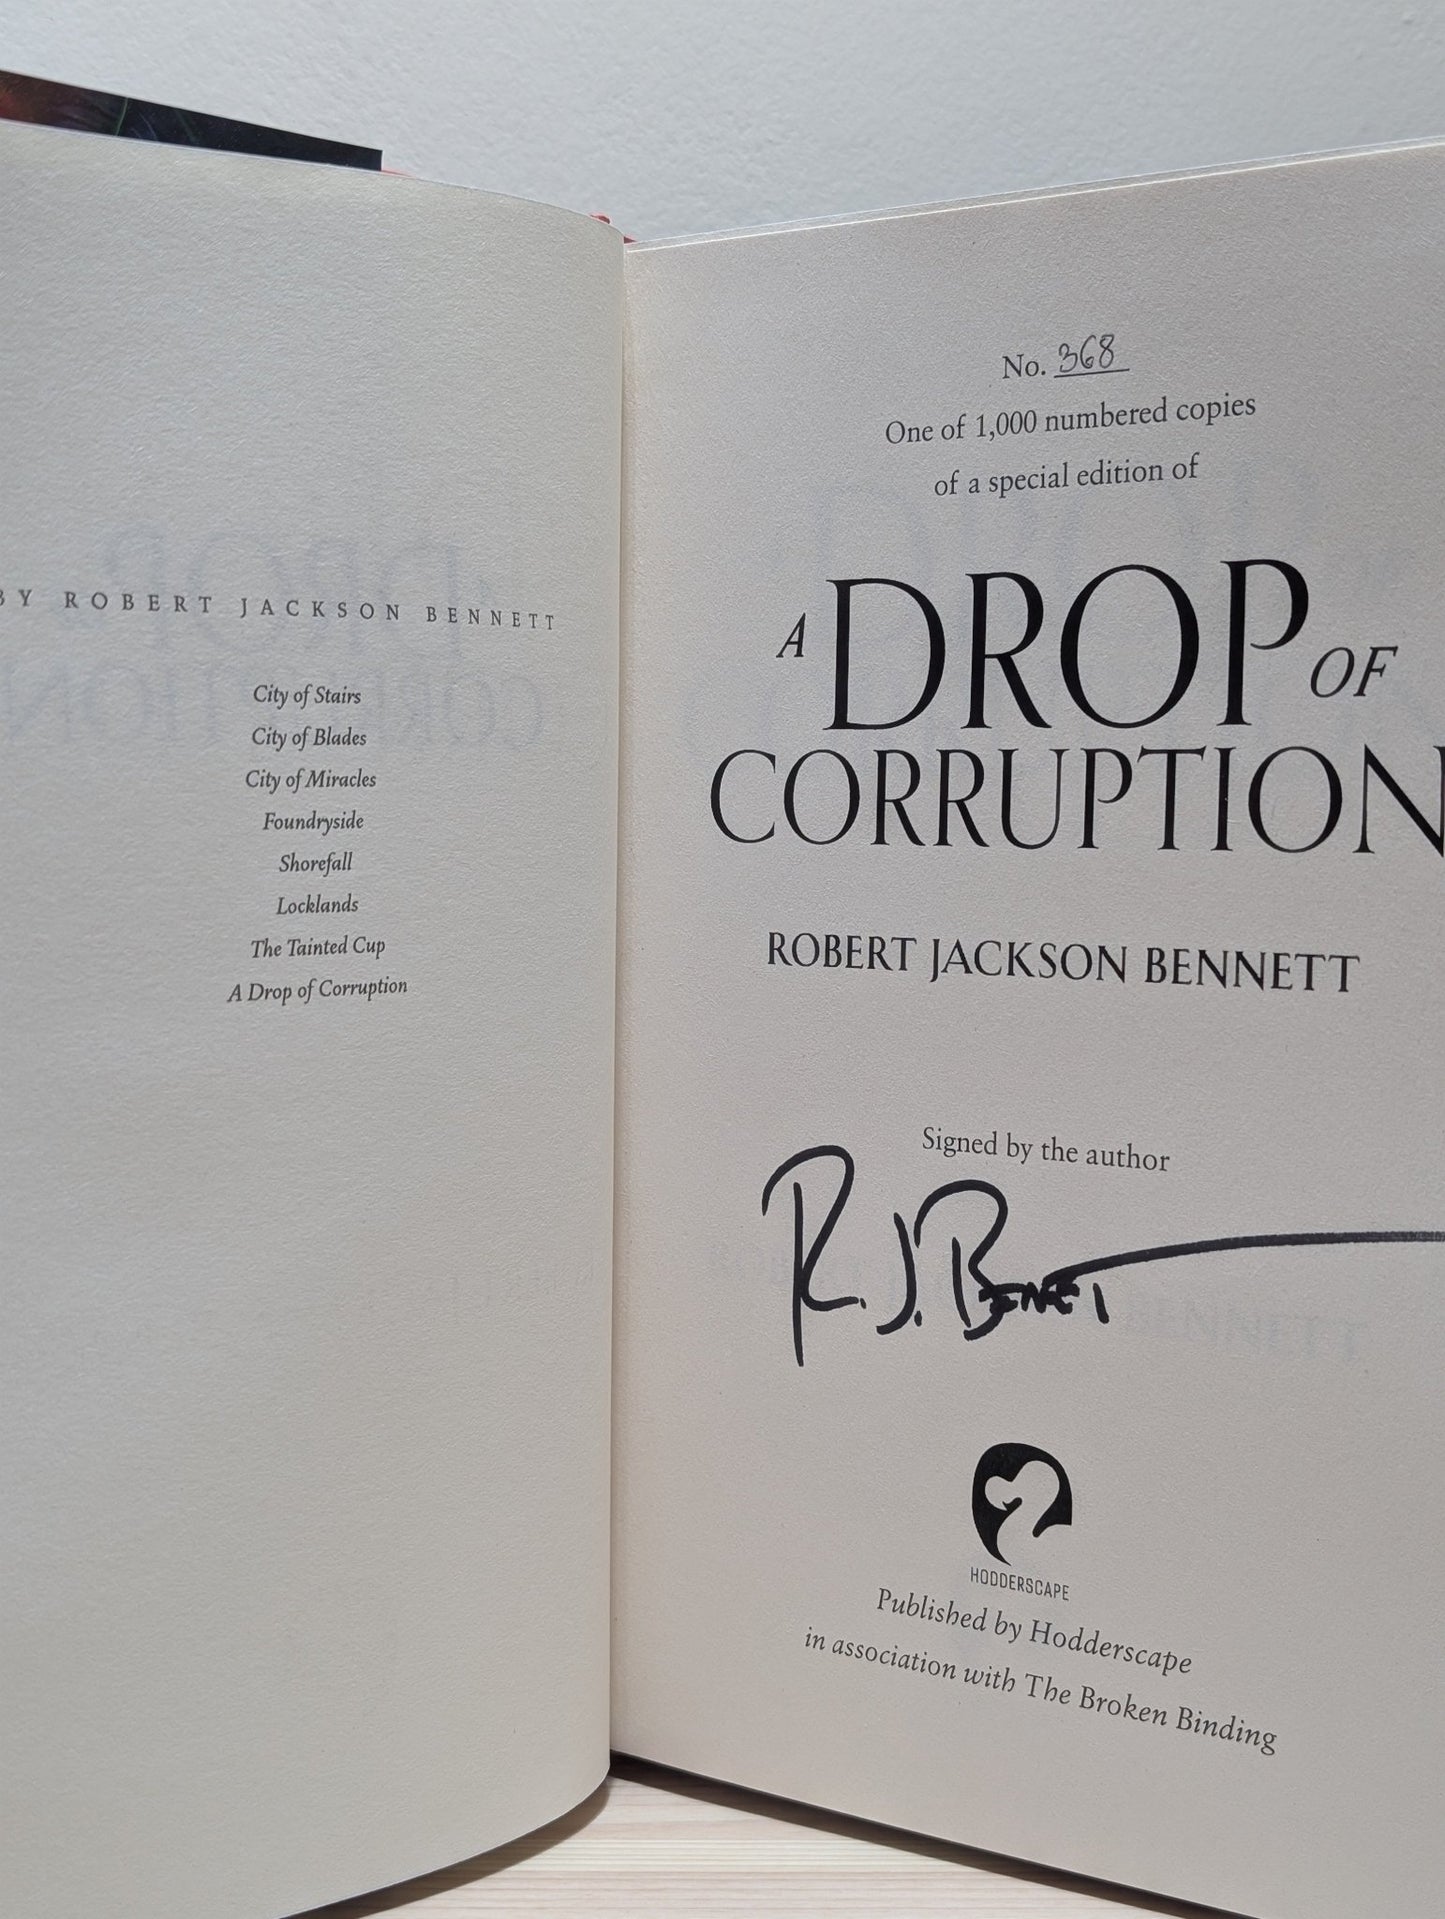 BY ROBERT JACKSON BENNETT
City of Stairs
City of Blades
City of Miracles
Foundryside
Shorefall
Locklands
The Tainted Cup
A Drop of Corruption
No. 368
One of 1,000 numbered copies
of a special edition of
A DROP OF
CORRUPTION
ROBERT JACKSON BENNETT
Signed by the author
R. J. Bennett
HODDERSCAPE
Published by Hodderscape
in association with The Broken Binding